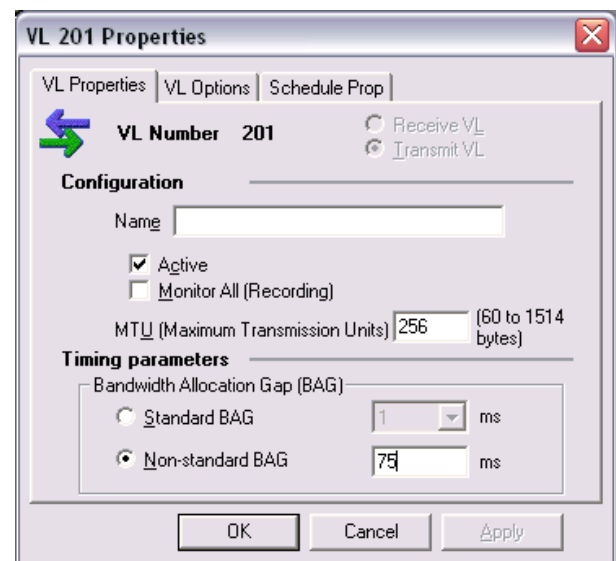 VL 201 Properties
VL Properties VL Options Schedule Prop
VL Number 201
Receive VL
Transmit VL
Configuration
Name
Active
Monitor All (Recording)
MTU (Maximum Transmission Units) 256 (60 to 1514 bytes)
Timing parameters
Bandwidth Allocation Gap (BAG)
Standard BAG 1 ms
Non-standard BAG 75 ms
OK Cancel Apply